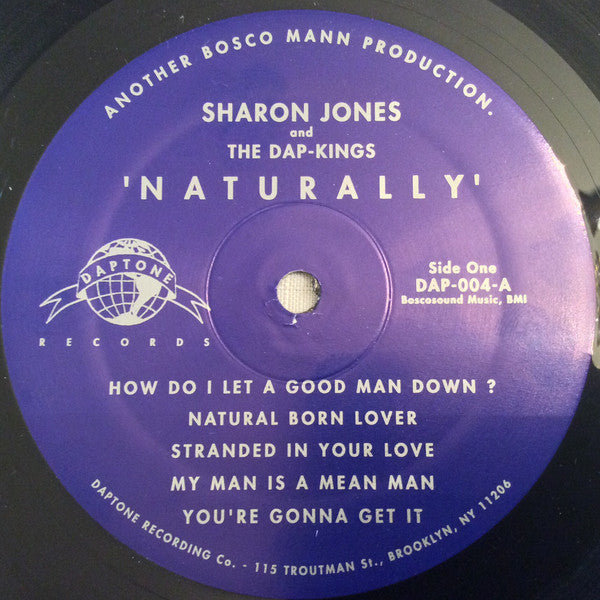 ANOTHER BOSCO MANN PRODUCTION.
SHARON JONES
and
THE DAP-KINGS
'NATURALLY'
DAPTONE
RECORDS
Side One
DAP-004-A
Boscosound Music, BMI
HOW DO I LET A GOOD MAN DOWN ?
NATURAL BORN LOVER
STRANDED IN YOUR LOVE
MY MAN IS A MEAN MAN
YOU'RE GONNA GET IT
DAPTONE RECORDING Co. - 115 TROUTMAN St., BROOKLYN, NY 11206